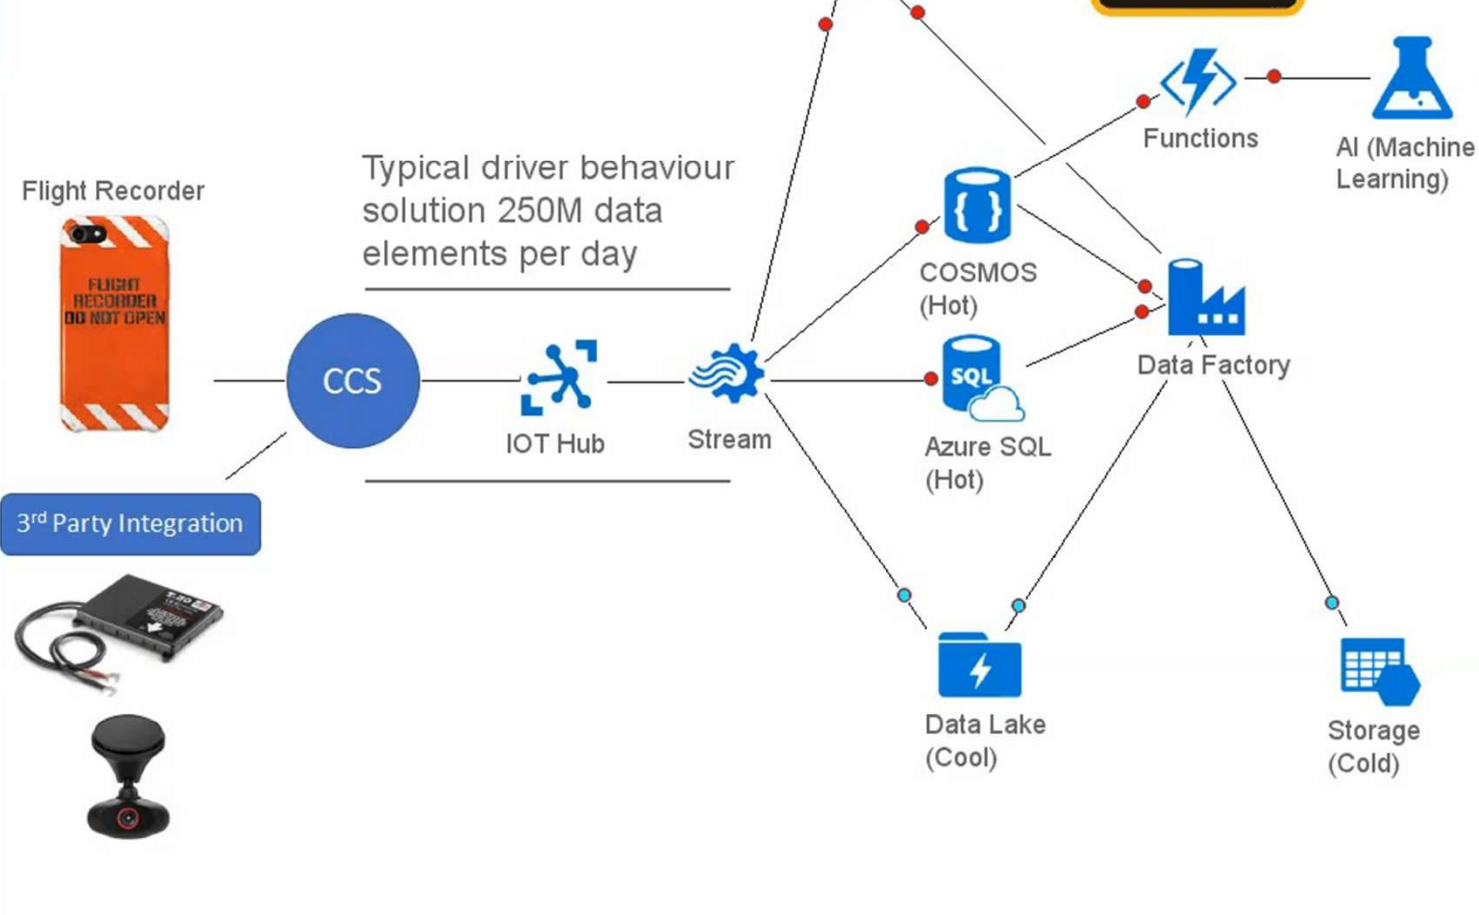 Functions
AI (Machine
Learning)
Typical driver behaviour
solution 250M data
elements per day
Flight Recorder
FLIGHT
RECORDER
DO NOT OPEN
COSMOS
(Hot)
Data Factory
CCS
SQL
IOT Hub
Stream
Azure SQL
(Hot)
3rd Party Integration
Data Lake
(Cool)
Storage
(Cold)